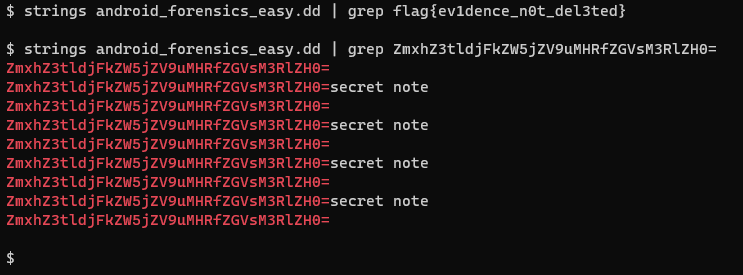 $ strings android_forensics_easy.dd | grep flag{ev1dence_n0t_del3ted}
$ strings android_forensics_easy.dd | grep ZmxhZ3tldjFkZW5jZV9uMHRfZGVsM3RlZH0=
ZmxhZ3tldjFkZW5jZV9uMHRfZGVsM3RlZH0=
ZmxhZ3tldjFkZW5jZV9uMHRfZGVsM3RlZH0=secret note
ZmxhZ3tldjFkZW5jZV9uMHRfZGVsM3RlZH0=
ZmxhZ3tldjFkZW5jZV9uMHRfZGVsM3RlZH0=secret note
ZmxhZ3tldjFkZW5jZV9uMHRfZGVsM3RlZH0=
ZmxhZ3tldjFkZW5jZV9uMHRfZGVsM3RlZH0=secret note
ZmxhZ3tldjFkZW5jZV9uMHRfZGVsM3RlZH0=
ZmxhZ3tldjFkZW5jZV9uMHRfZGVsM3RlZH0=secret note
ZmxhZ3tldjFkZW5jZV9uMHRfZGVsM3RlZH0=
$